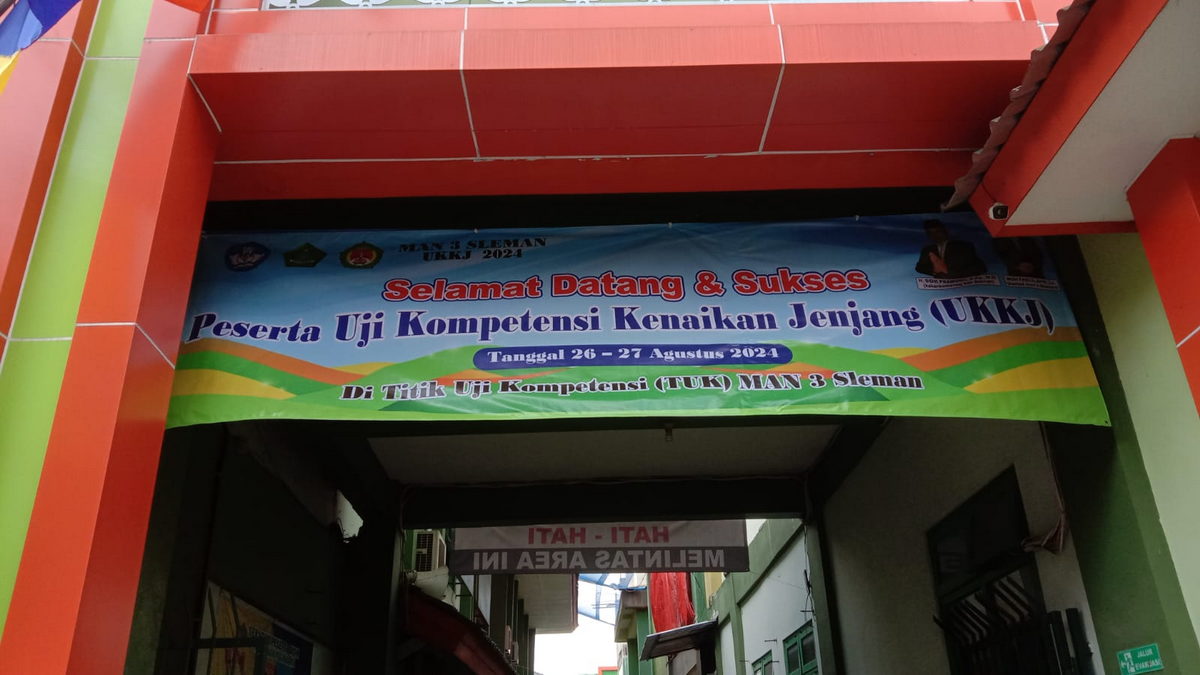 MAN 3 SLEMAN
UKKJ 2024
Selamat Datang & Sukses
Peserta Uji Kompetensi Kenaikan Jenjang (UKKJ)
Tanggal 26 – 27 Agustus 2024
Di Titik Uji Kompetensi (TUK) MAN 3 Sleman
HATI - HATI
MELINTAS AREA INI
JALUR
EVAKUASI